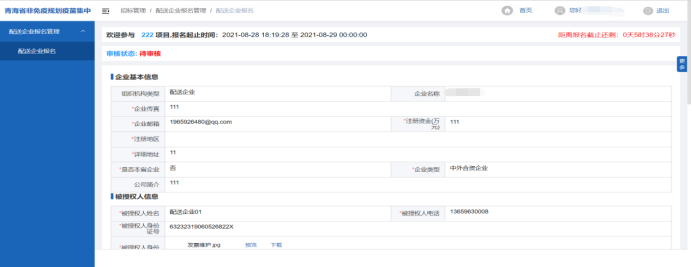 青海省非免疫规划疫苗集中 招标管理 / 配送企业报名管理 / 配送企业报名 首页 您好 退出
配送企业报名管理
配送企业报名
欢迎参与 222 项目,报名起止时间：2021-08-28 18:19:28 至 2021-08-29 00:00:00 距离报名截止还剩：0天5时38分27秒
审核状态: 待审核
更多
企业基本信息
组织机构类型 配送企业 企业名称
*企业传真 111
*企业邮箱 1965926480@qq.com *注册资金(万元) 111
*注册地区
*详细地址 11
*是否本省企业 否 *企业类型 中外合资企业
公司简介 111
被授权人信息
*被授权人姓名 配送企业01 *被授权人电话 13659630008
*被授权人身份证号 63232319060526822X
*被授权人身份 发票维护.jpg 预览 下载